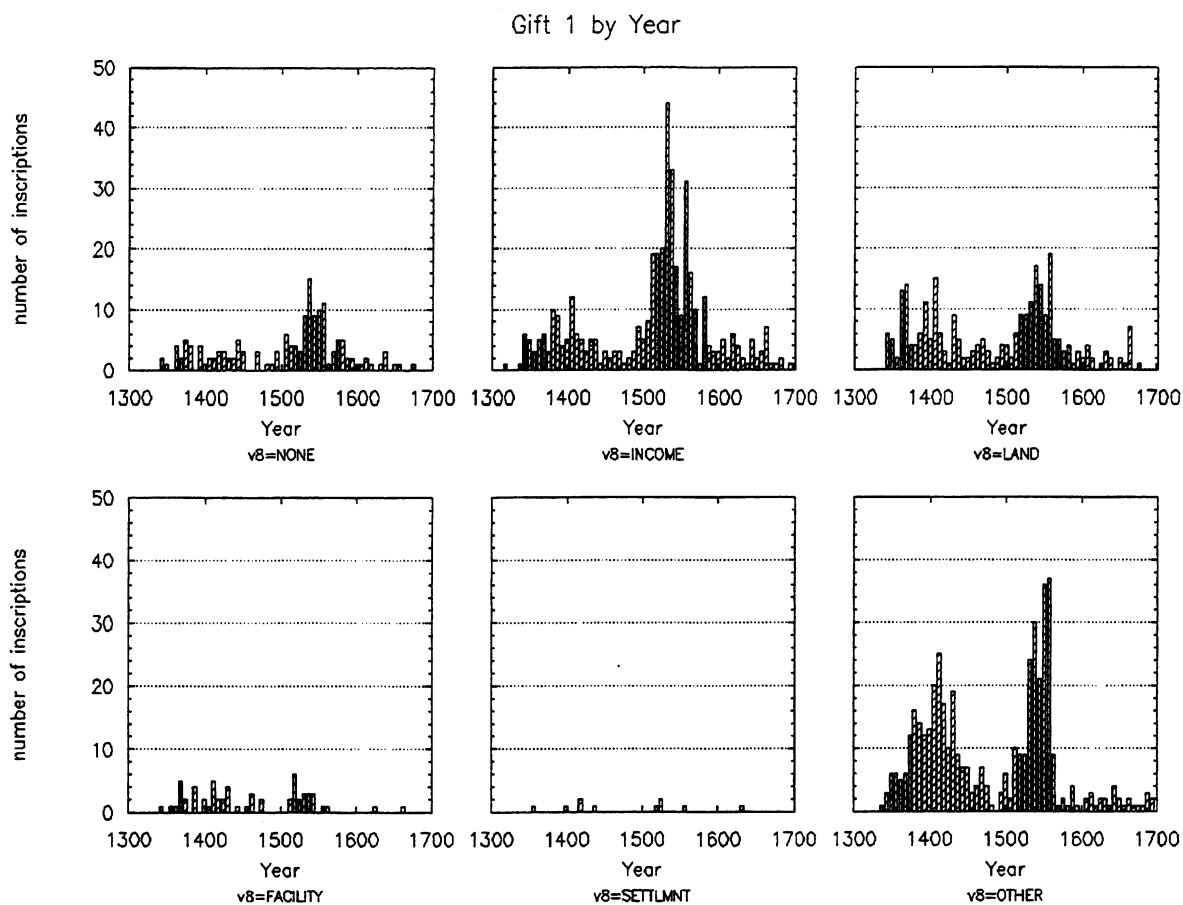 Gift 1 by Year
number of inscriptions
50
40
30
20
10
0
1300 1400 1500 1600 1700
Year
v8=NONE
1300 1400 1500 1600 1700
Year
v8=INCOME
1300 1400 1500 1600 1700
Year
v8=LAND
number of inscriptions
50
40
30
20
10
0
1300 1400 1500 1600 1700
Year
v8=FACILITY
1300 1400 1500 1600 1700
Year
v8=SETTLMNT
1300 1400 1500 1600 1700
Year
v8=OTHER